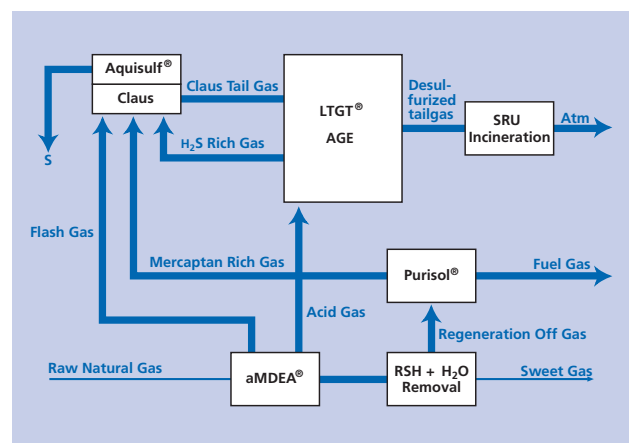 Aquisulf®
Claus
Claus Tail Gas
H₂S Rich Gas
LTGT®
AGE
Desul-
furized
tailgas
SRU
Incineration
Atm
S
Flash Gas
Mercaptan Rich Gas
Purisol®
Fuel Gas
Acid Gas
Regeneration Off Gas
Raw Natural Gas
aMDEA®
RSH + H₂O
Removal
Sweet Gas